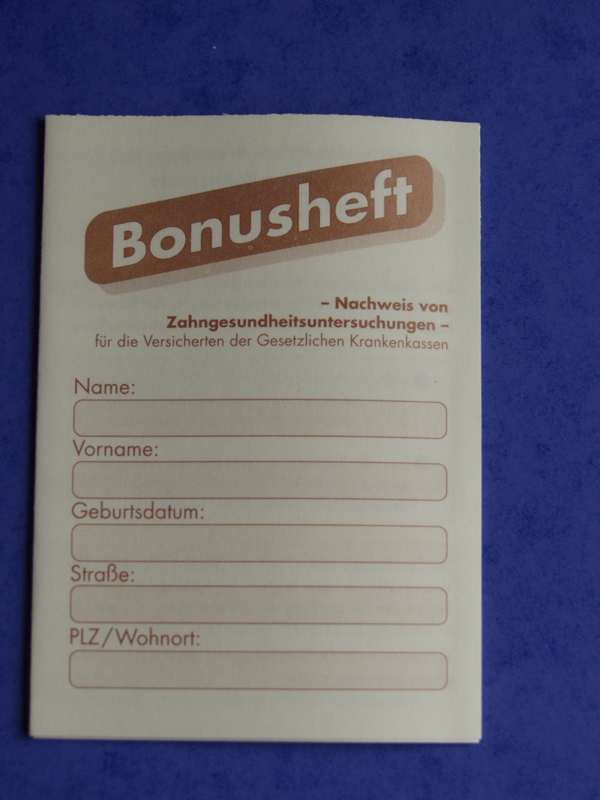 Bonusheft
– Nachweis von
Zahngesundheitsuntersuchungen –
für die Versicherten der Gesetzlichen Krankenkassen
Name:
Vorname:
Geburtsdatum:
Straße:
PLZ/Wohnort: